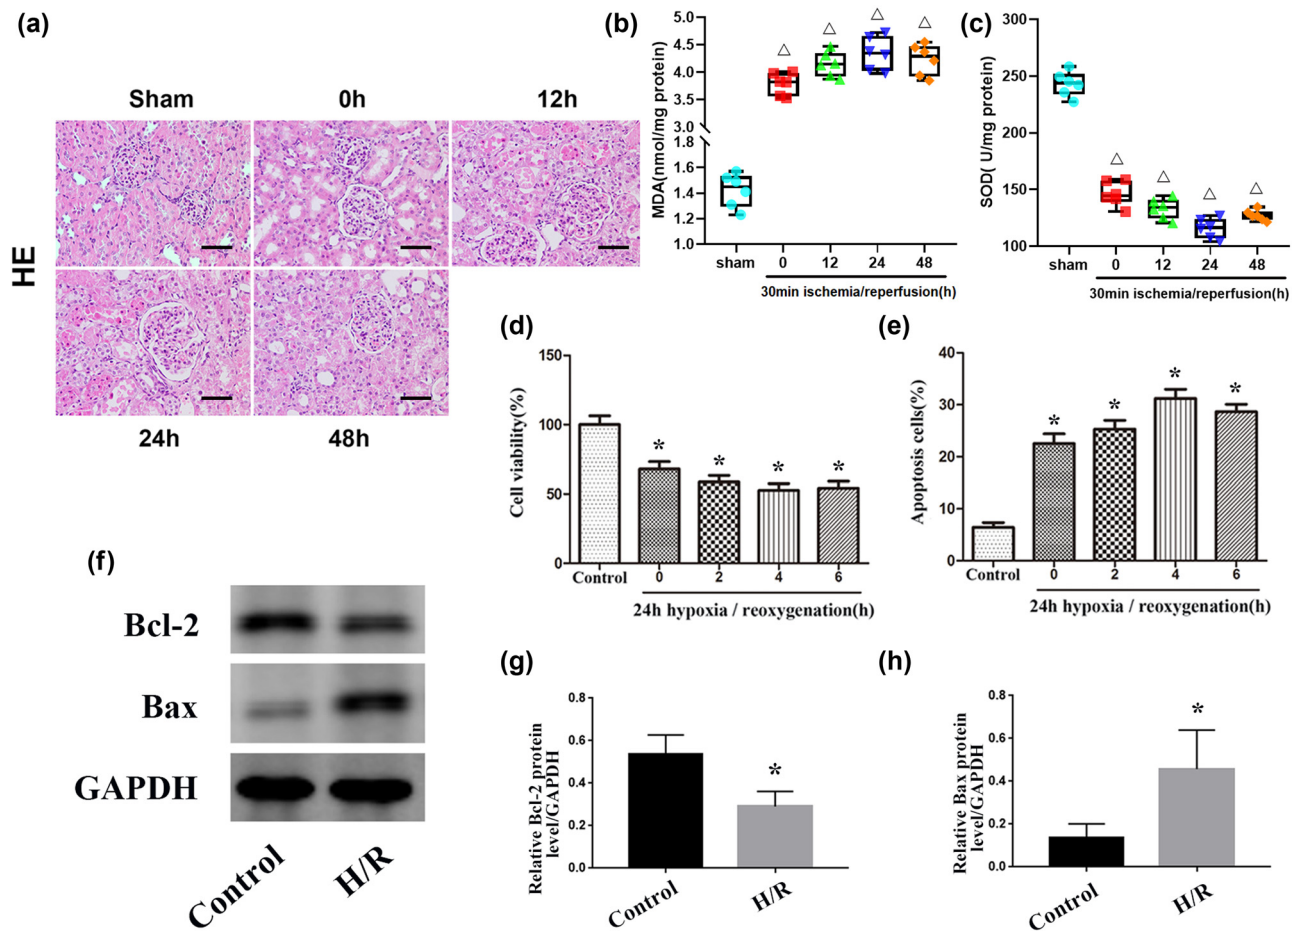 (a)
Sham
0h
12h
HE
24h
48h
(b)
MDA(nmol/mg protein)
5.0
4.5
4.0
3.5
3.0
1.8
1.6
1.4
1.2
1.0
△
△
△
△
sham
0
12
24
48
30min ischemia/reperfusion(h)
(c)
SOD( U/mg protein)
300
250
200
150
100
△
△
△
△
sham
0
12
24
48
30min ischemia/reperfusion(h)
(d)
Cell viability(%)
150
100
50
0
*
*
*
*
Control
0
2
4
6
24h hypoxia / reoxygenation(h)
(e)
Apoptosis cells(%)
40
30
20
10
0
*
*
*
*
Control
0
2
4
6
24h hypoxia / reoxygenation(h)
(f)
Bcl-2
Bax
GAPDH
Control
H/R
(g)
Relative Bcl-2 protein
level/GAPDH
0.8
0.6
0.4
0.2
0.0
*
Control
H/R
(h)
Relative Bax protein
level/GAPDH
0.8
0.6
0.4
0.2
0.0
*
Control
H/R